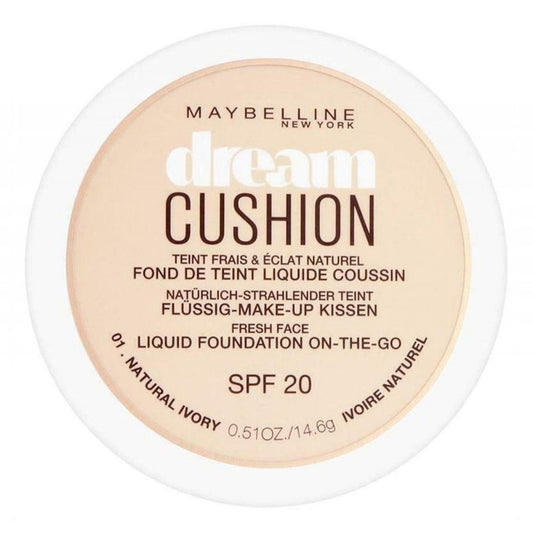 MAYBELLINE
NEW YORK
dream
CUSHION
TEINT FRAIS & ÉCLAT NATUREL
FOND DE TEINT LIQUIDE COUSSIN
NATÜRLICH-STRAHLENDER TEINT
FLÜSSIG-MAKE-UP KISSEN
FRESH FACE
LIQUID FOUNDATION ON-THE-GO
SPF 20
01 . NATURAL IVORY
0.51OZ./14.6g
IVOIRE NATUREL